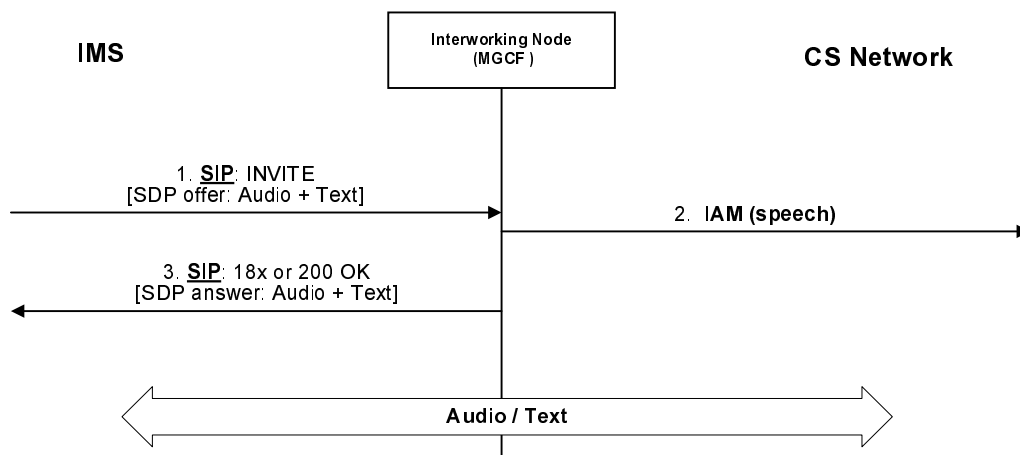 IMS
Interworking Node
(MGCF )
CS Network
1. SIP: INVITE
[SDP offer: Audio + Text]
2. IAM (speech)
3. SIP: 18x or 200 OK
[SDP answer: Audio + Text]
Audio / Text